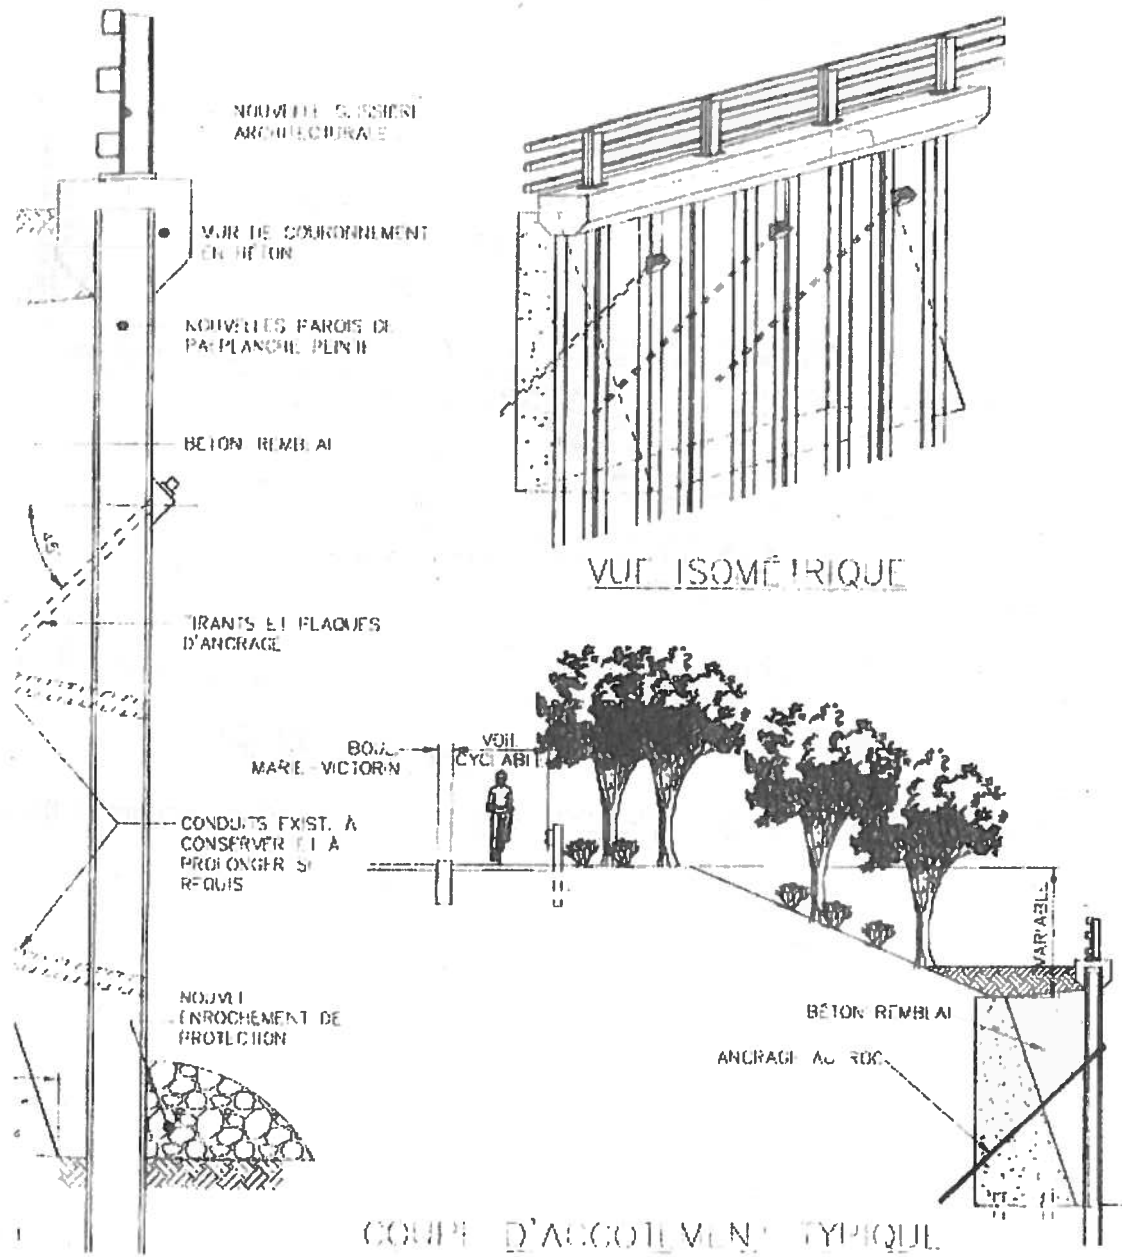 NOUVELLE GLISSIÈRE
ARCHITECTURALE
MUR DE COURONNEMENT
EN BÉTON
NOUVELLES PAROIS DE
PALPLANCHE PEINTE
BÉTON REMBLAI
45°
TIRANTS ET PLAQUES
D'ANCRAGE
CONDUITS EXIST. À
CONSERVER ET À
PROLONGER SI
REQUIS
NOUVEL
ENROCHEMENT DE
PROTECTION
VUE ISOMÉTRIQUE
BOUL.
MARIE-VICTORIN
VOIE
CYCLABLE
VARIABLE
BÉTON REMBLAI
ANCRAGE AU ROC
COUPE D'ACCOTEMENT TYPIQUE